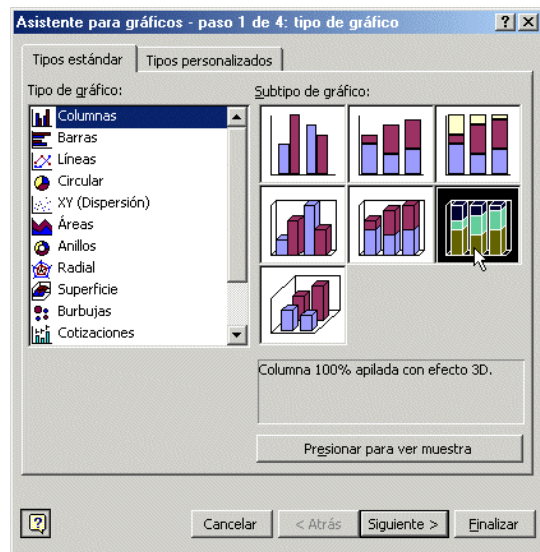 Asistente para gráficos - paso 1 de 4: tipo de gráfico
Tipos estándar
Tipos personalizados
Tipo de gráfico:
Columnas
Barras
Líneas
Circular
XY (Dispersión)
Áreas
Anillos
Radial
Superficie
Burbujas
Cotizaciones
Subtipo de gráfico:
Columna 100% apilada con efecto 3D.
Presionar para ver muestra
Cancelar
< Atrás
Siguiente >
Finalizar